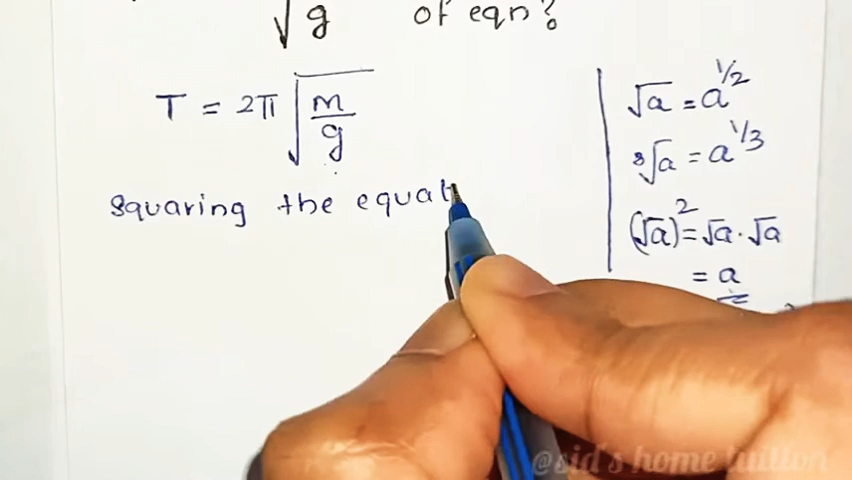 √g of eqn?
T = 2π √(m/g)
squaring the equat
√a = a^1/2
³√a = a^1/3
(√a)² = √a · √a
= a
@sid's home tuition